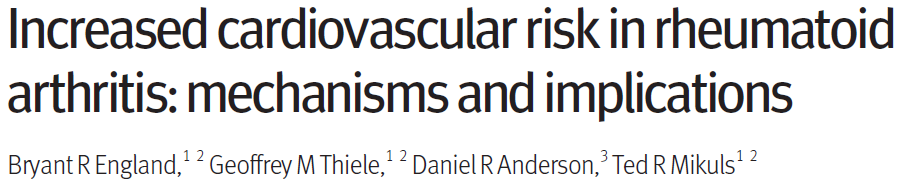 Increased cardiovascular risk in rheumatoid
arthritis: mechanisms and implications
Bryant R England,1 2 Geoffrey M Thiele,1 2 Daniel R Anderson,3 Ted R Mikuls1 2